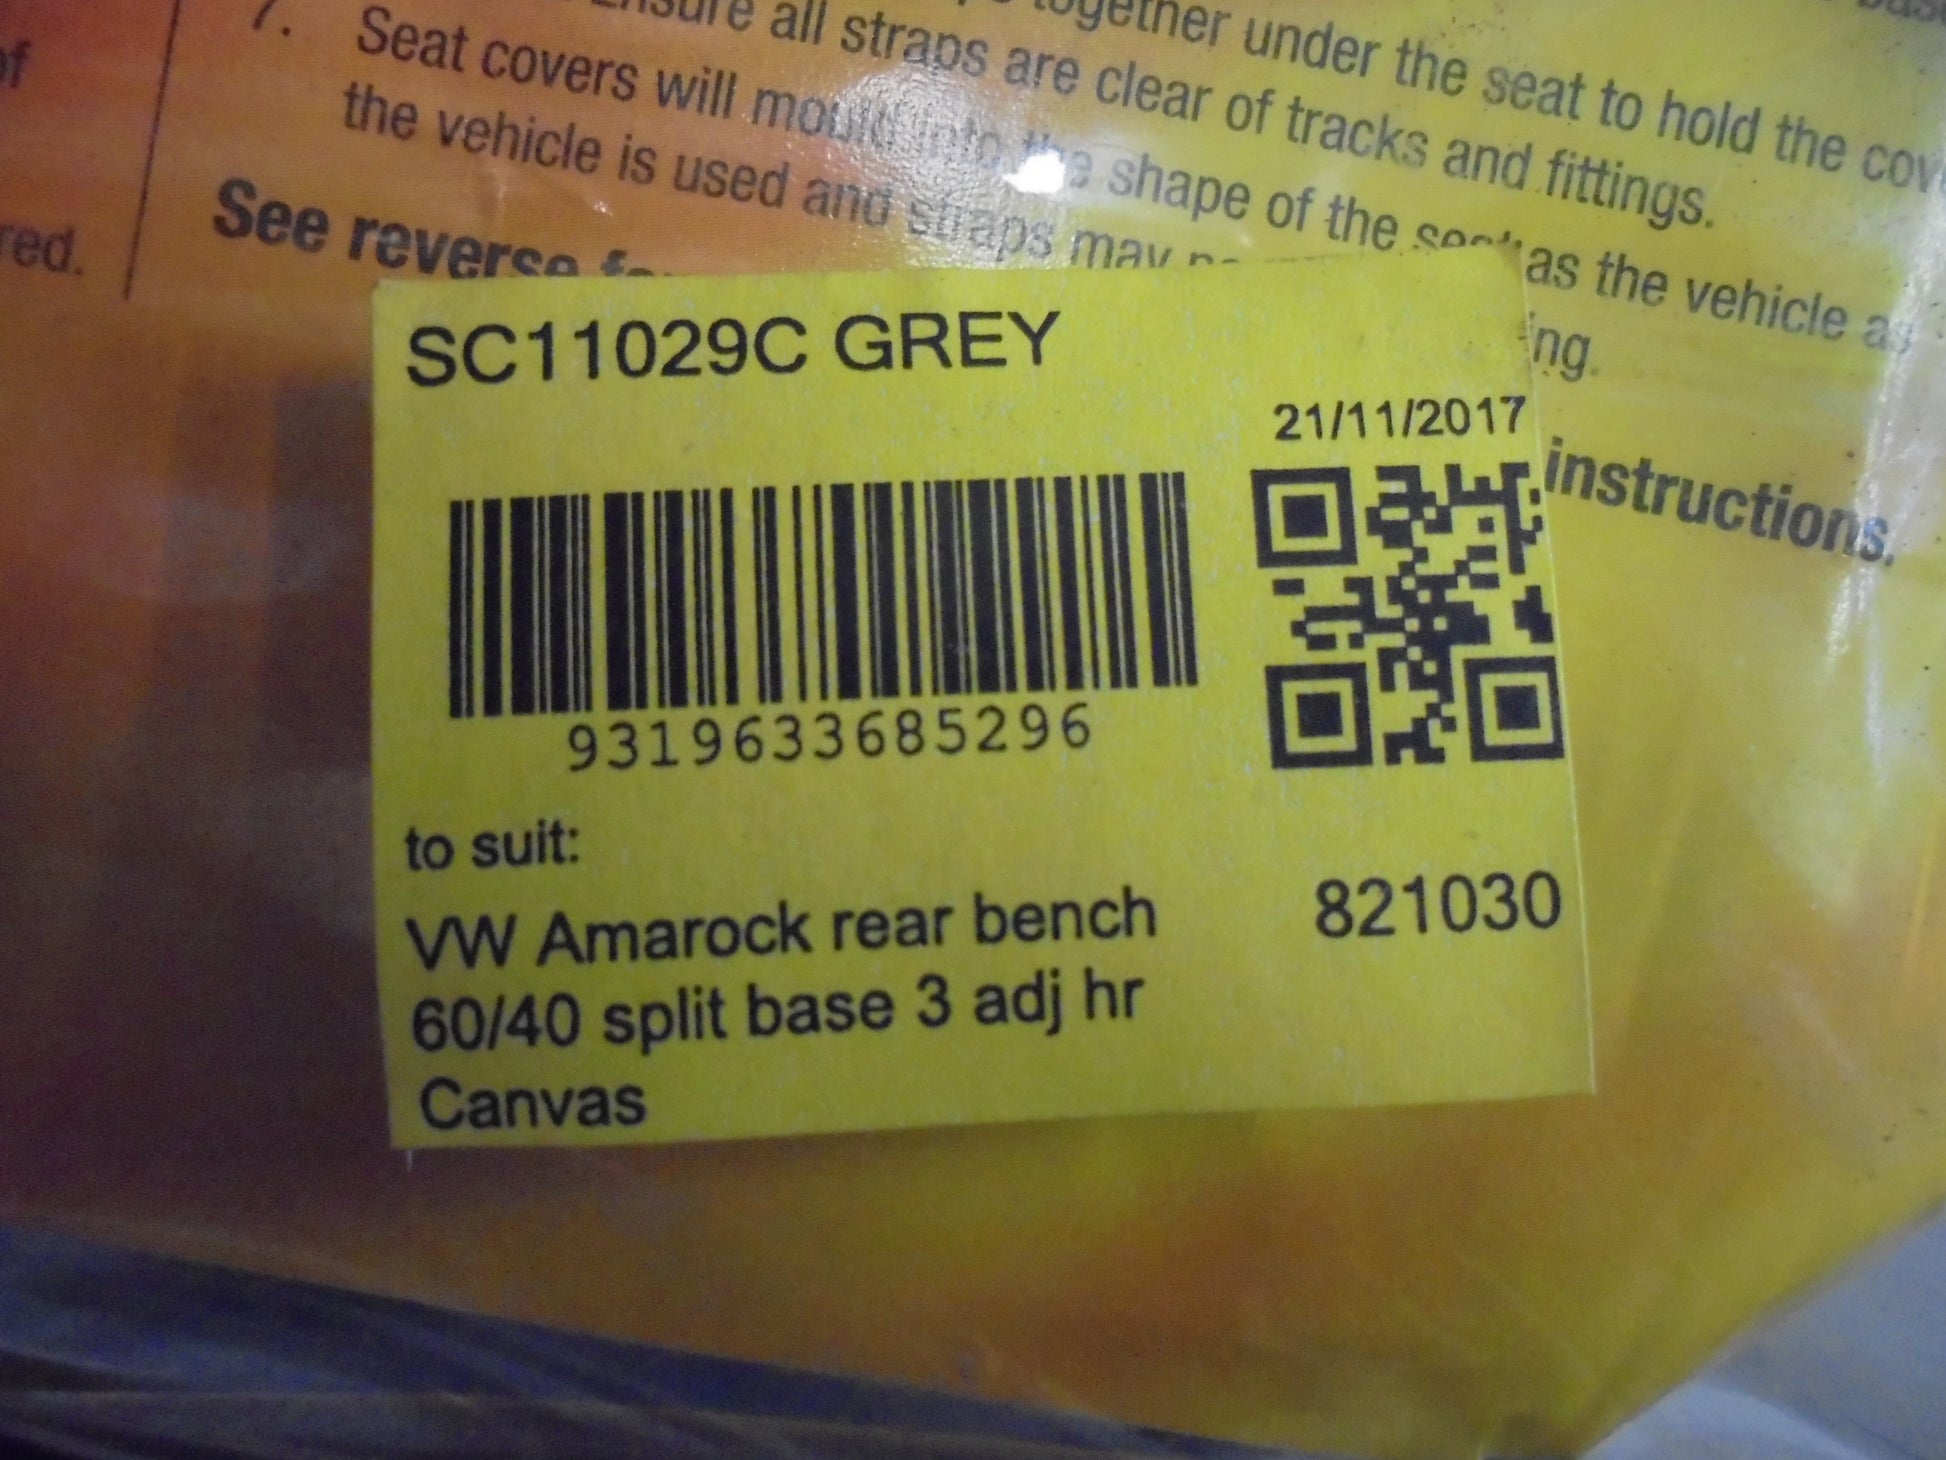 together under the seat to hold the
all straps are clear of tracks and fittings.
7. Seat covers will mould into the shape of the seat as the vehicle as
the vehicle is used and straps may
ing.
See reverse
instructions.
of
red.
SC11029C GREY
21/11/2017
9319633685296
to suit:
VW Amarock rear bench
821030
60/40 split base 3 adj hr
Canvas